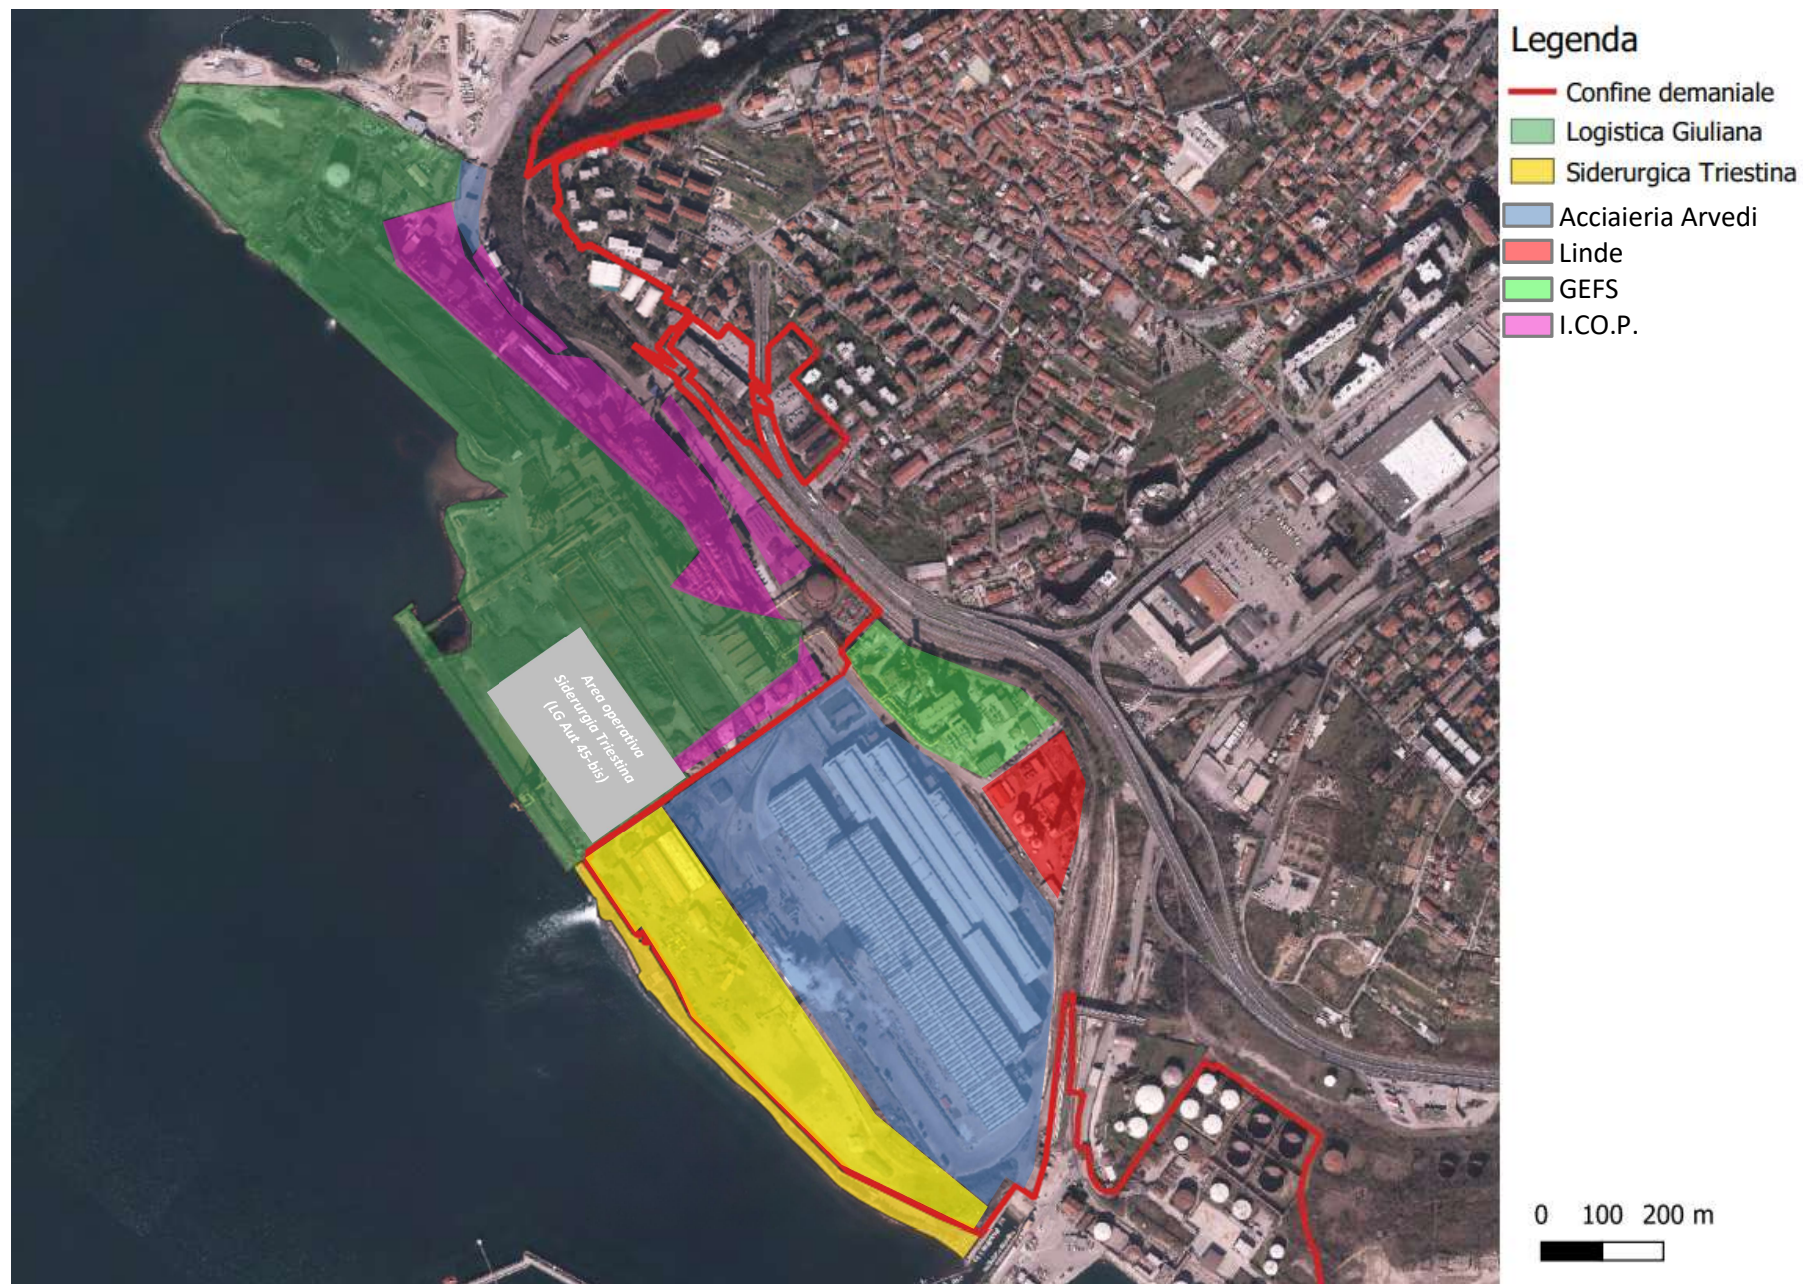 Legenda
Confine demaniale
Logistica Giuliana
Siderurgica Triestina
Acciaieria Arvedi
Linde
GEFS
I.CO.P.
Area operativa
Siderurgia Triestina
(LG Aut 45-bis)
0 100 200 m